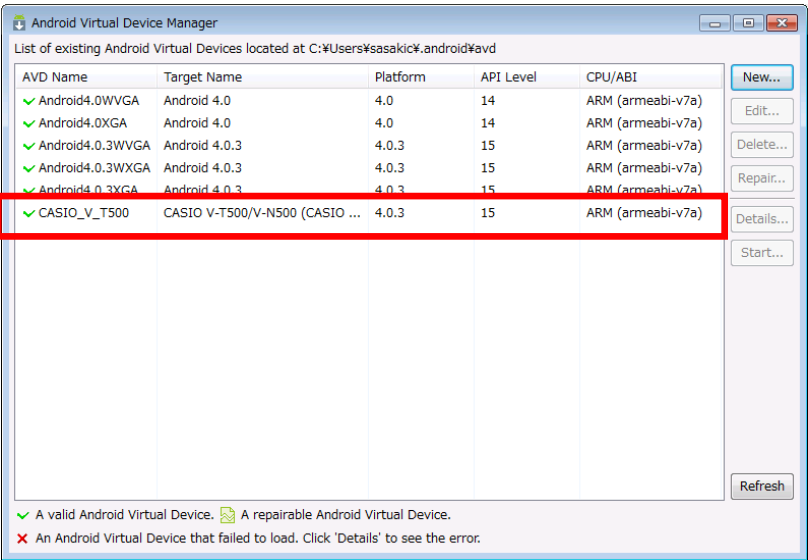 Android Virtual Device Manager
List of existing Android Virtual Devices located at C:¥Users¥sasakic¥.android¥avd
AVD Name Target Name Platform API Level CPU/ABI
Android4.0WVGA Android 4.0 4.0 14 ARM (armeabi-v7a)
Android4.0XGA Android 4.0 4.0 14 ARM (armeabi-v7a)
Android4.0.3WVGA Android 4.0.3 4.0.3 15 ARM (armeabi-v7a)
Android4.0.3WXGA Android 4.0.3 4.0.3 15 ARM (armeabi-v7a)
Android4.0.3XGA Android 4.0.3 4.0.3 15 ARM (armeabi-v7a)
CASIO_V_T500 CASIO V-T500/V-N500 (CASIO ... 4.0.3 15 ARM (armeabi-v7a)
New...
Edit...
Delete...
Repair...
Details...
Start...
Refresh
A valid Android Virtual Device. A repairable Android Virtual Device.
An Android Virtual Device that failed to load. Click 'Details' to see the error.